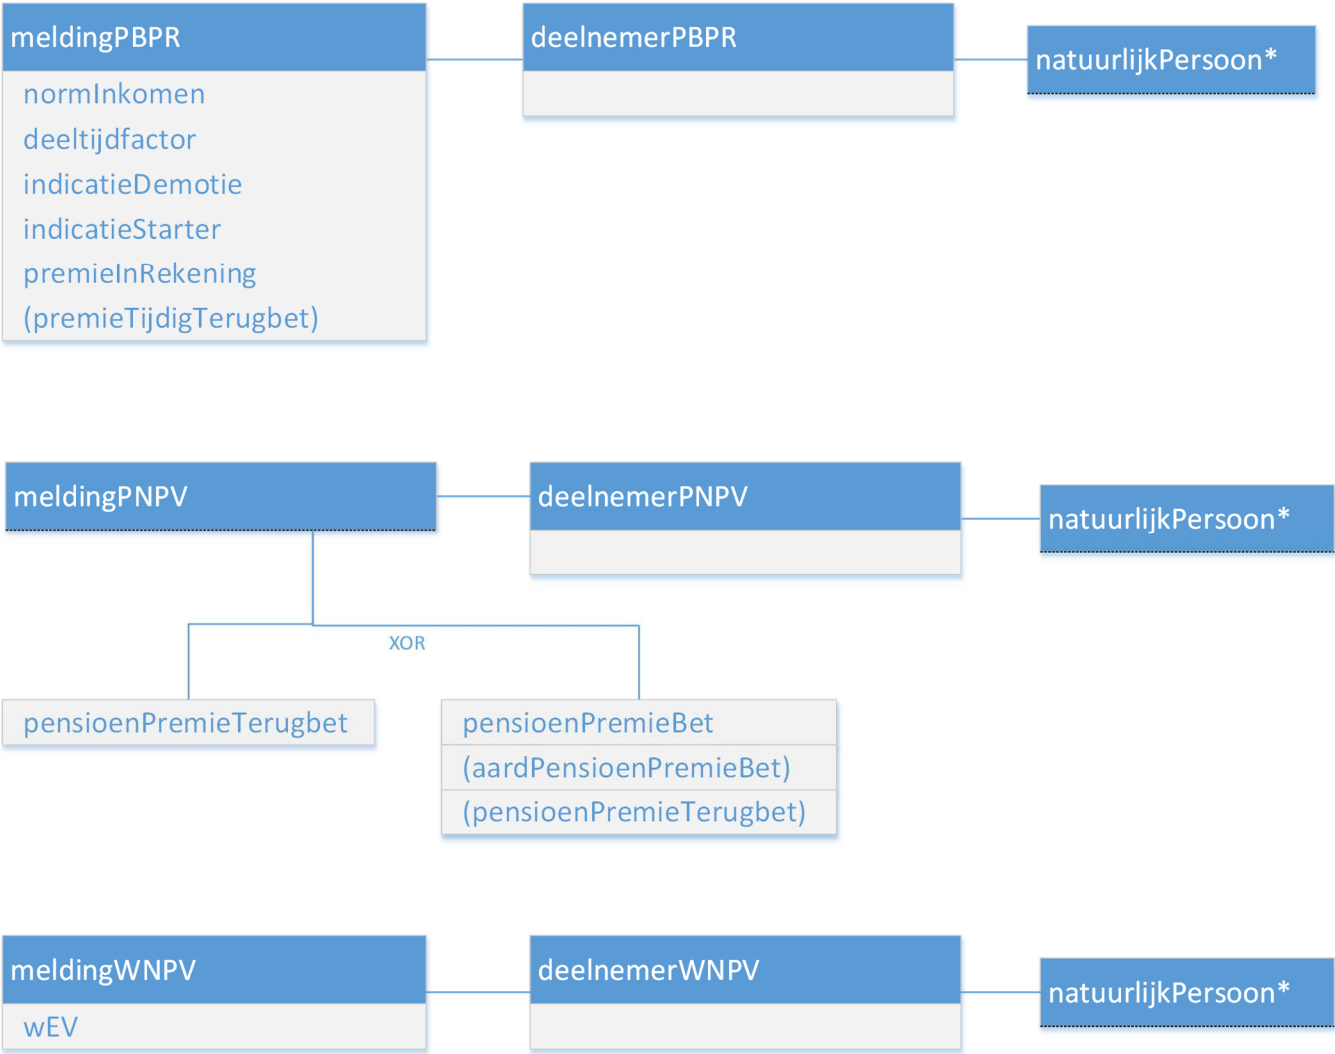 meldingPBPR
deelnemerPBPR
natuurlijkPersoon*
normInkomen
deeltijdfactor
indicatieDemotie
indicatieStarter
premieInRekening
(premieTijdigTerugbet)
meldingPNPV
deelnemerPNPV
natuurlijkPersoon*
XOR
pensioenPremieTerugbet
pensioenPremieBet
(aardPensioenPremieBet)
(pensioenPremieTerugbet)
meldingWNPV
deelnemerWNPV
natuurlijkPersoon*
wEV